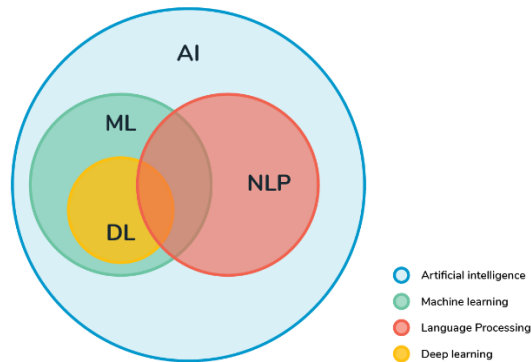 AI
ML
NLP
DL
Artificial intelligence
Machine learning
Language Processing
Deep learning